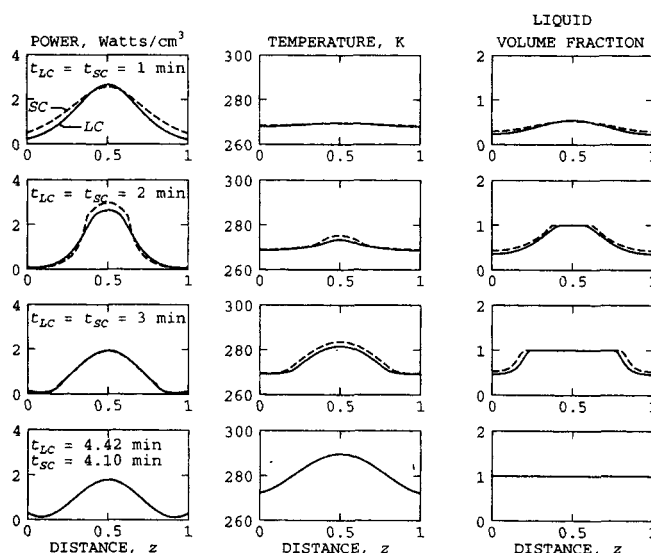 LIQUID
POWER, Watts/cm³ TEMPERATURE, K VOLUME FRACTION
4 300 2
t_LC = t_SC = 1 min
2 280 1
SC
LC
0 260 0
0 0.5 1 0 0.5 1 0 0.5 1
4 300 2
t_LC = t_SC = 2 min
2 280 1
0 260 0
0 0.5 1 0 0.5 1 0 0.5 1
4 300 2
t_LC = t_SC = 3 min
2 280 1
0 260 0
0 0.5 1 0 0.5 1 0 0.5 1
4 300 2
t_LC = 4.42 min
t_SC = 4.10 min
2 280 1
0 260 0
0 0.5 1 0 0.5 1 0 0.5 1
DISTANCE, z DISTANCE, z DISTANCE, z